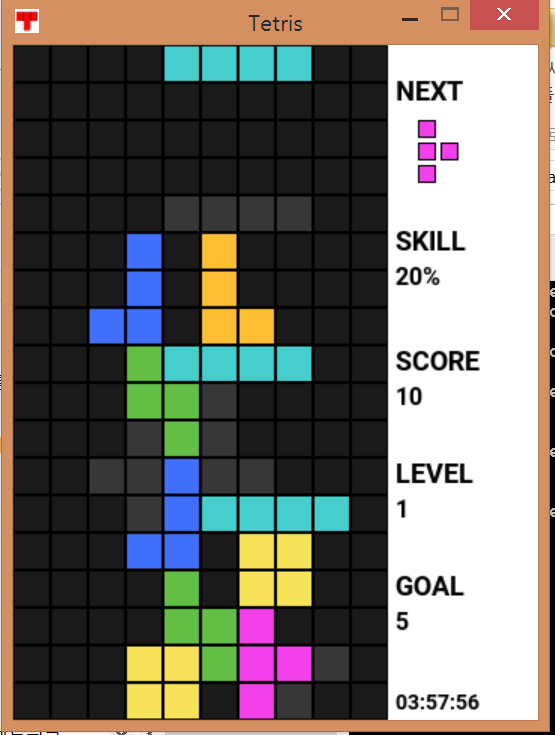 Tetris
NEXT
SKILL
20%
SCORE
10
LEVEL
1
GOAL
5
03:57:56